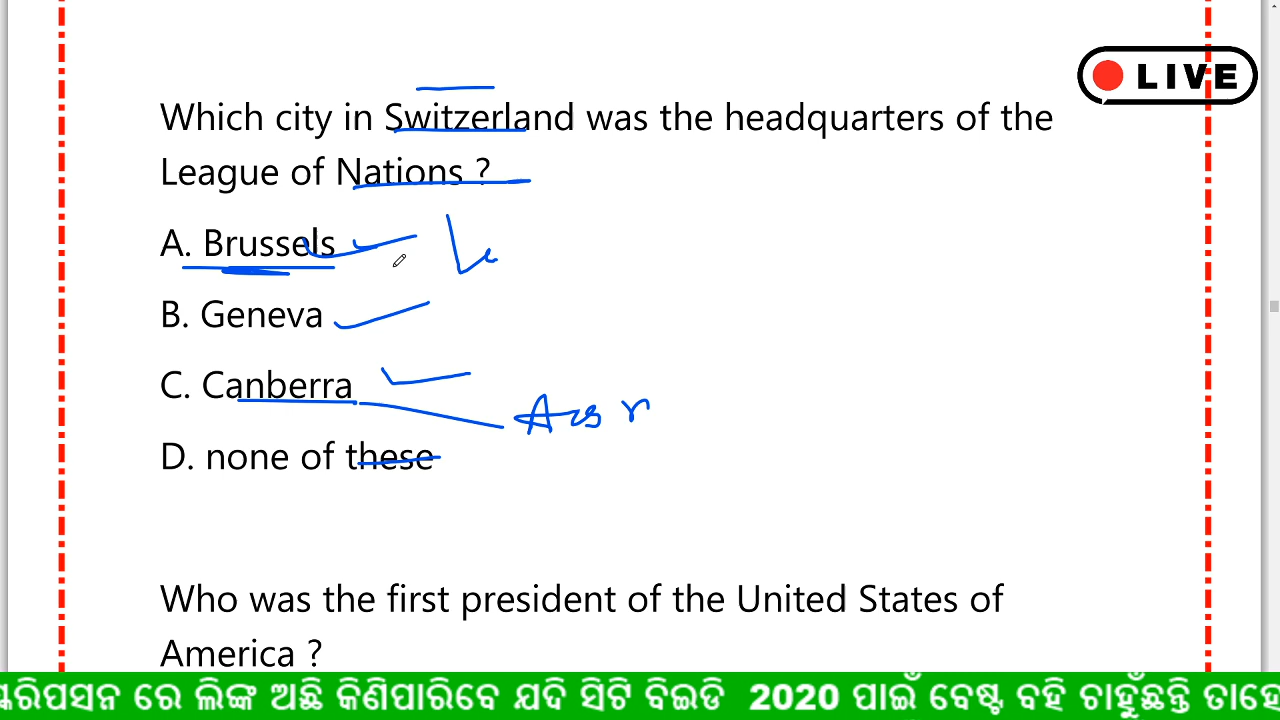 LIVE
Which city in Switzerland was the headquarters of the
League of Nations ?
A. Brussels
B. Geneva
C. Canberra
D. none of these
Who was the first president of the United States of
America ?
ସ୍କରିପସନ ରେ ଲିଙ୍କ ଅଛି କିଣିପାରିବେ ଯଦି ସିଟି ବିଇଡି 2020 ପାଇଁ ବେଷ୍ଟ ବହି ଚାହୁଁଛନ୍ତି ତାହେ